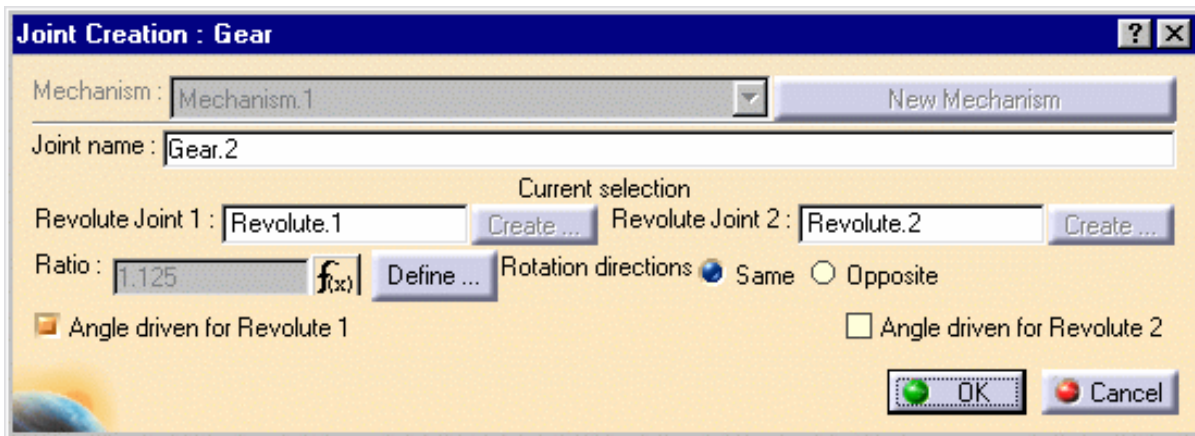 Joint Creation : Gear
Mechanism : Mechanism.1 New Mechanism
Joint name : Gear.2
Current selection
Revolute Joint 1 : Revolute.1 Create ... Revolute Joint 2 : Revolute.2 Create ...
Ratio : 1.125 f(x) Define ... Rotation directions Same Opposite
Angle driven for Revolute 1 Angle driven for Revolute 2
OK Cancel